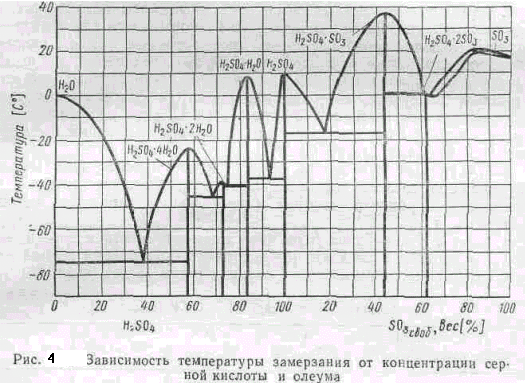 40
20
0
-20
-40
-60
-80
Температура [C°]
H₂O
H₂SO₄·4H₂O
H₂SO₄·2H₂O
H₂SO₄·H₂O
H₂SO₄
H₂SO₄·SO₃
H₂SO₄·2SO₃
SO₃
0 20 40 60 80 100 20 40 60 80 100
H₂SO₄
SO₃своб, Вес[%]
Рис. 4 Зависимость температуры замерзания от концентрации сер-
ной кислоты и олеума